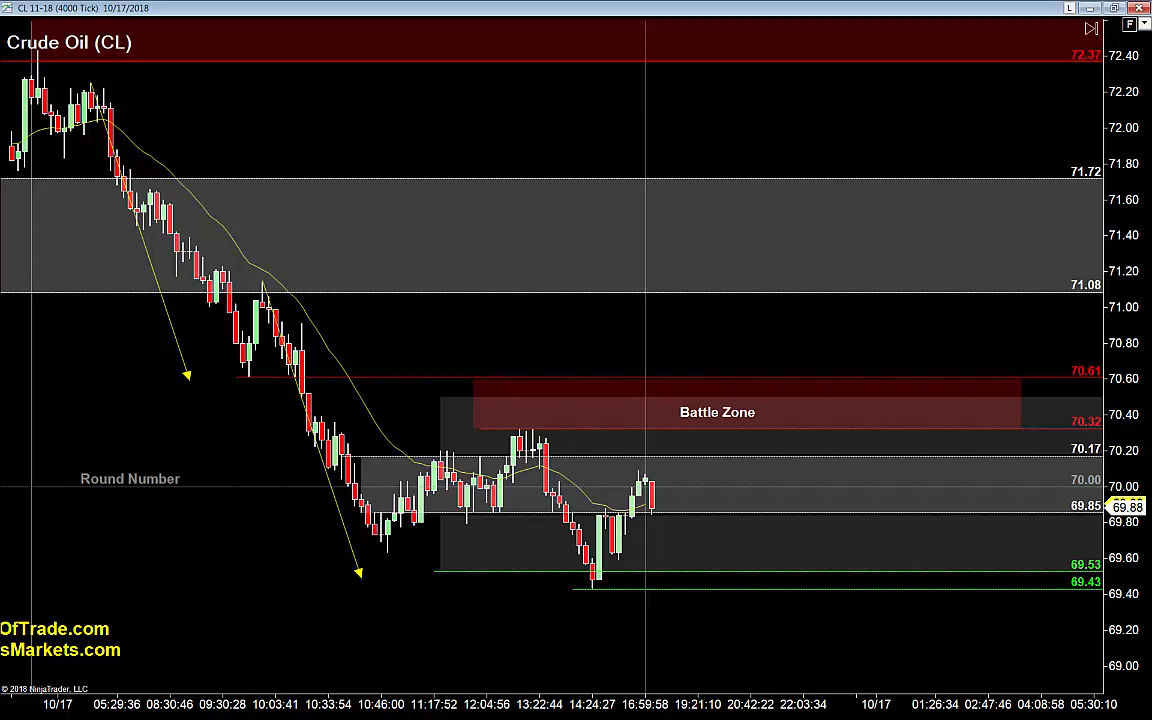 CL 11-18 (4000 Tick) 10/17/2018
L
F
Crude Oil (CL)
72.37
72.40
72.20
72.00
71.80
71.72
71.60
71.40
71.20
71.08
71.00
70.80
70.61
70.60
Battle Zone
70.40
70.32
70.17
70.20
Round Number
70.00
70.00
69.85
69.88
69.80
69.53
69.60
69.43
69.40
OfTrade.com
69.20
sMarkets.com
69.00
© 2018 NinjaTrader, LLC
10/17 05:29:36 08:30:46 09:30:28 10:03:41 10:33:54 10:46:00 11:17:52 12:04:56 13:22:44 14:24:27 16:59:58 19:21:10 20:42:22 22:03:34 10/17 01:26:34 02:47:46 04:08:58 05:30:10